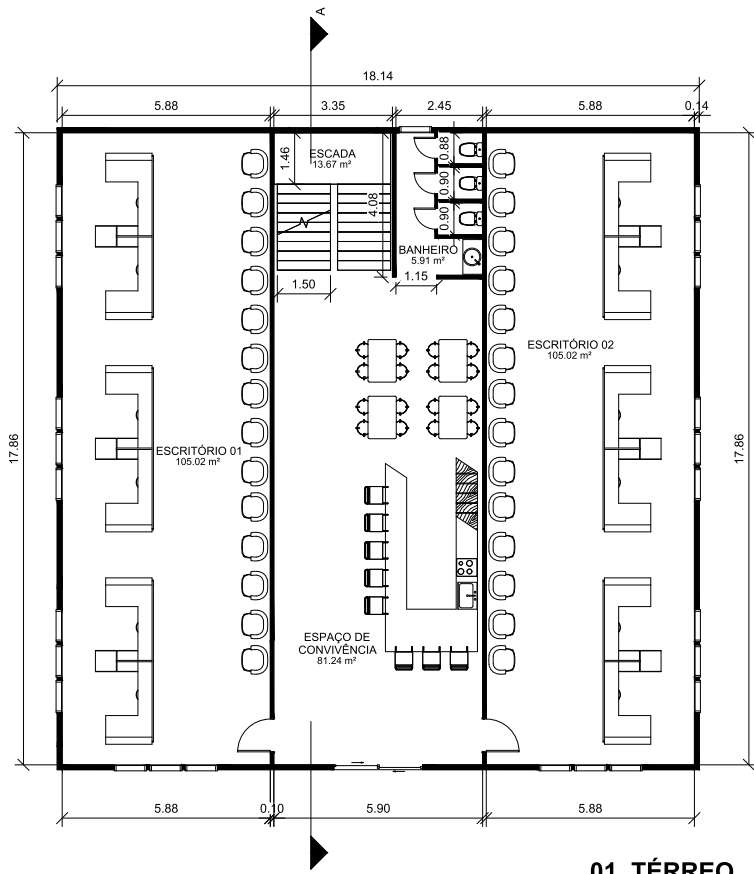 A
18.14
5.88
3.35
2.45
5.88
0.14
1.46
ESCADA
13.67 m²
4.08
0.88
0.90
0.90
BANHEIRO
5.91 m²
1.50
1.15
ESCRITÓRIO 02
105.02 m²
17.86
17.86
ESCRITÓRIO 01
105.02 m²
ESPAÇO DE
CONVIVÊNCIA
81.24 m²
5.88
0.10
5.90
5.88
01 TÉRREO